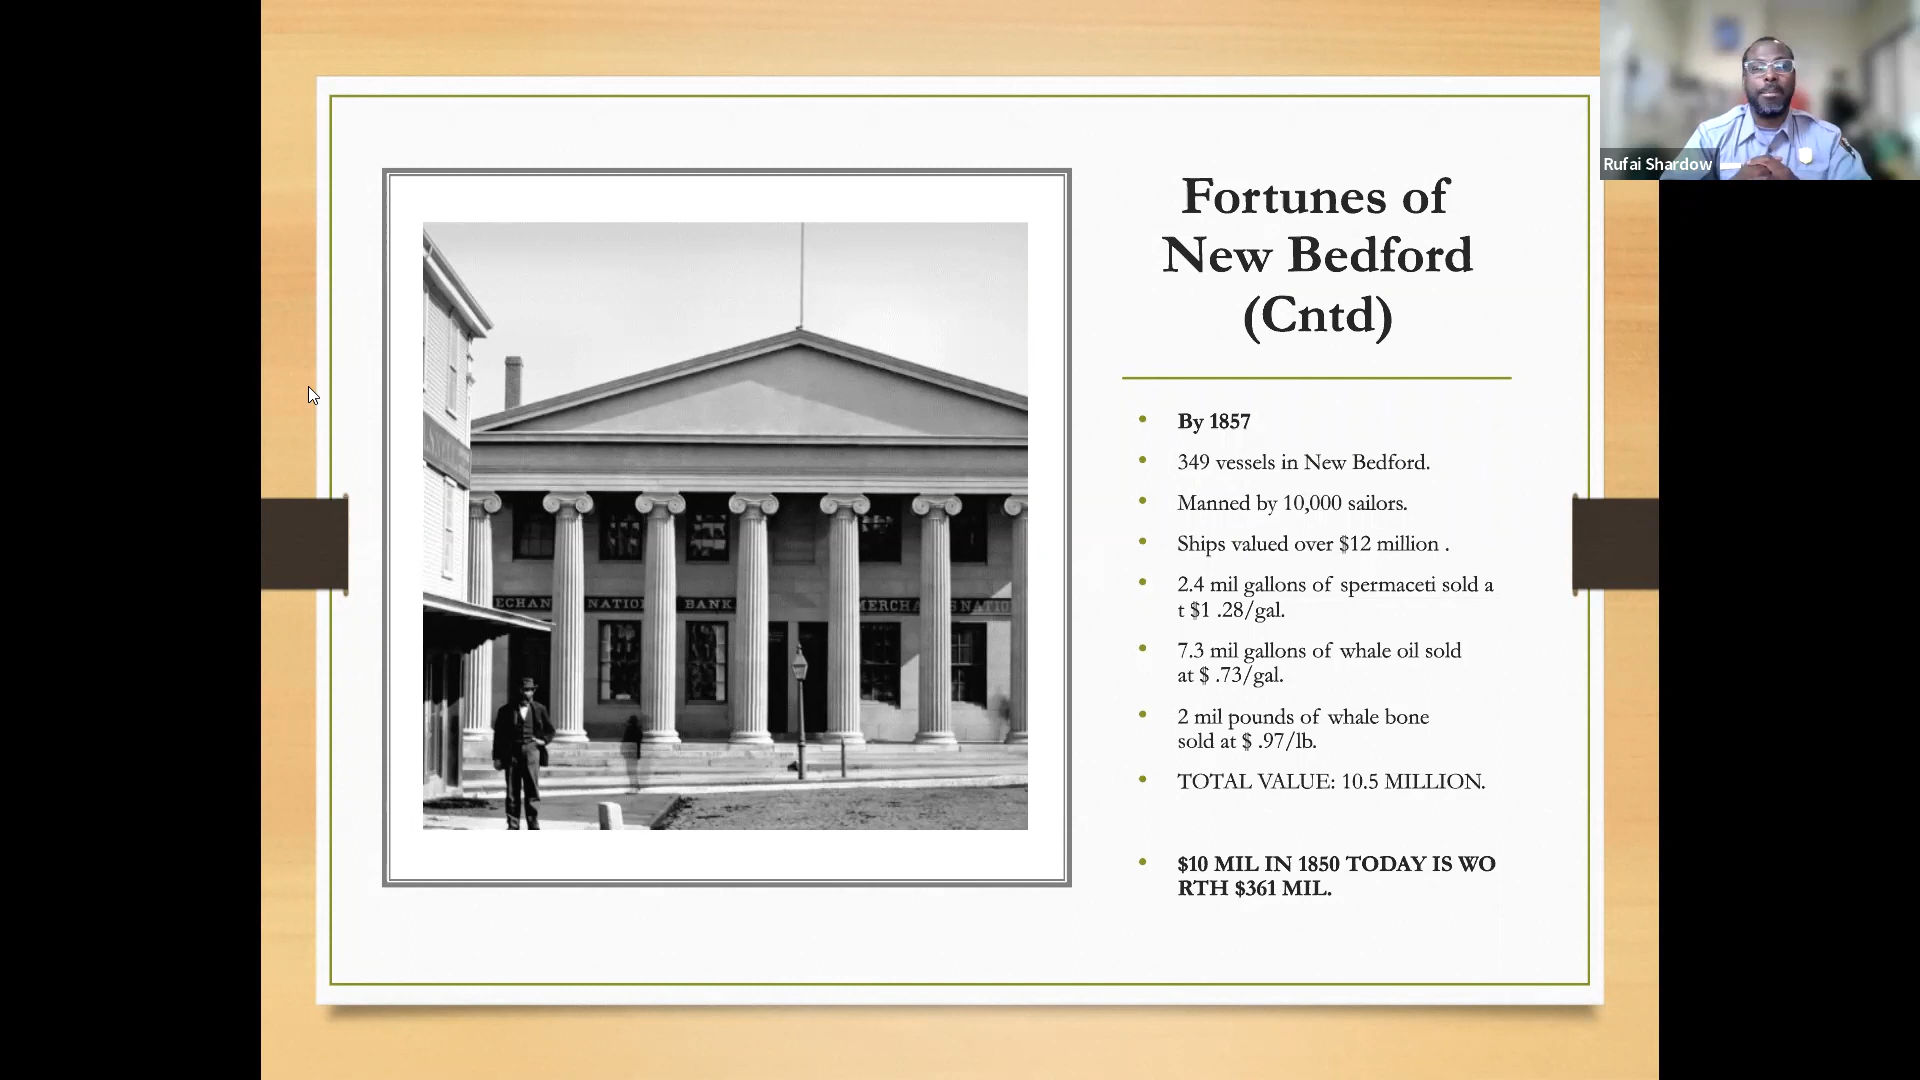 Rufai Shardow
Fortunes of
New Bedford
(Cntd)
By 1857
349 vessels in New Bedford.
Manned by 10,000 sailors.
Ships valued over $12 million .
2.4 mil gallons of spermaceti sold a
t $1 .28/gal.
7.3 mil gallons of whale oil sold
at $ .73/gal.
2 mil pounds of whale bone
sold at $ .97/lb.
TOTAL VALUE: 10.5 MILLION.
$10 MIL IN 1850 TODAY IS WO
RTH $361 MIL.
ECHAN NATIO BANK MERCHA S NATIO